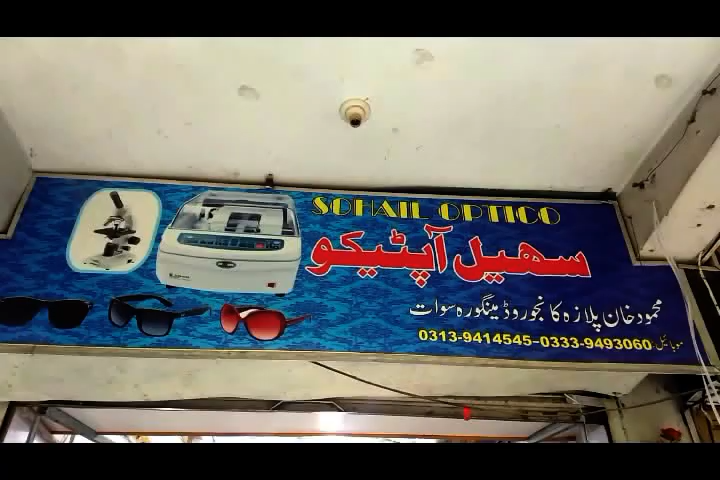 SOHAIL OPTICO
سہیل آپٹیکو
محمود خان پلازہ کانجو روڈ مینگورہ سوات
موبائل: 0313-9414545-0333-9493060